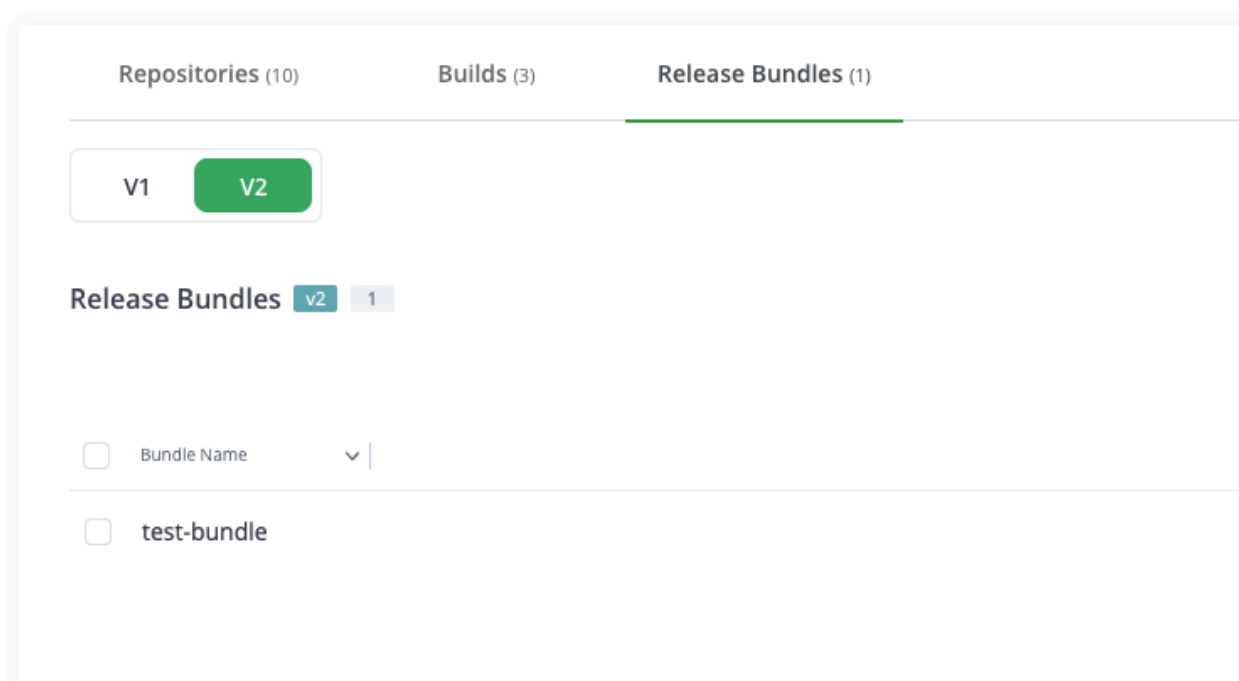 Repositories (10) Builds (3) Release Bundles (1)
V1 V2
Release Bundles v2 1
Bundle Name
test-bundle